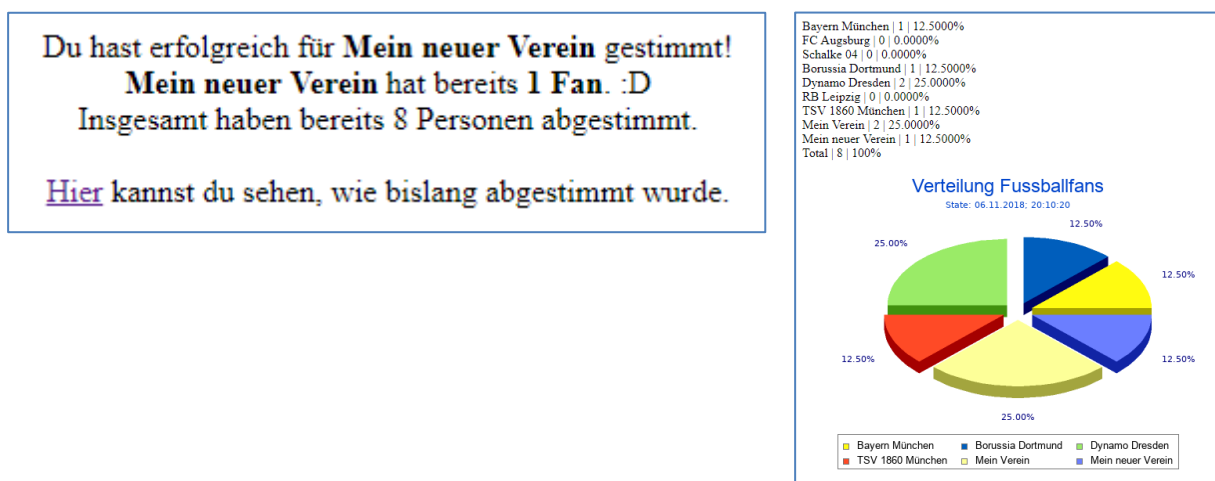 Du hast erfolgreich für Mein neuer Verein gestimmt!
Mein neuer Verein hat bereits 1 Fan. :D
Insgesamt haben bereits 8 Personen abgestimmt.
Hier kannst du sehen, wie bislang abgestimmt wurde.
Bayern München | 1 | 12.5000%
FC Augsburg | 0 | 0.0000%
Schalke 04 | 0 | 0.0000%
Borussia Dortmund | 1 | 12.5000%
Dynamo Dresden | 2 | 25.0000%
RB Leipzig | 0 | 0.0000%
TSV 1860 München | 1 | 12.5000%
Mein Verein | 2 | 25.0000%
Mein neuer Verein | 1 | 12.5000%
Total | 8 | 100%
Verteilung Fussballfans
State: 06.11.2018; 20:10:20
12.50%
25.00%
12.50%
12.50%
12.50%
25.00%
Bayern München Borussia Dortmund Dynamo Dresden
TSV 1860 München Mein Verein Mein neuer Verein